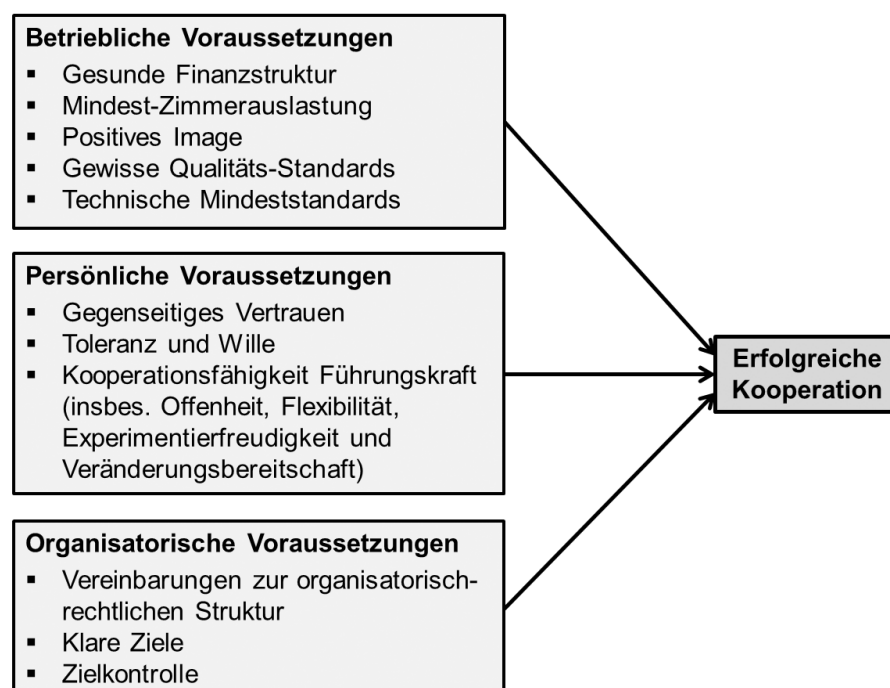 Betriebliche Voraussetzungen
▪ Gesunde Finanzstruktur
▪ Mindest-Zimmerauslastung
▪ Positives Image
▪ Gewisse Qualitäts-Standards
▪ Technische Mindeststandards
Persönliche Voraussetzungen
▪ Gegenseitiges Vertrauen
▪ Toleranz und Wille
▪ Kooperationsfähigkeit Führungskraft
(insbes. Offenheit, Flexibilität,
Experimentierfreudigkeit und
Veränderungsbereitschaft)
Organisatorische Voraussetzungen
▪ Vereinbarungen zur organisatorisch-
rechtlichen Struktur
▪ Klare Ziele
▪ Zielkontrolle
Erfolgreiche
Kooperation